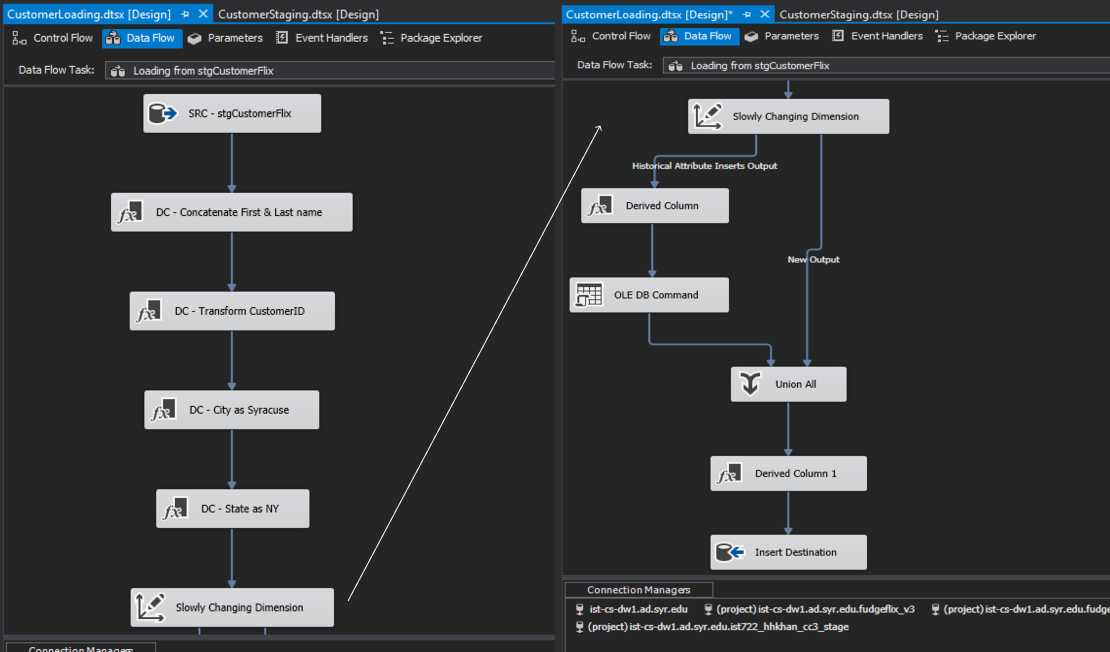 CustomerLoading.dtsx [Design] CustomerStaging.dtsx [Design]
Control Flow Data Flow Parameters Event Handlers Package Explorer
Data Flow Task: Loading from stgCustomerFlix
SRC - stgCustomerFlix
DC - Concatenate First & Last name
DC - Transform CustomerID
DC - City as Syracuse
DC - State as NY
Slowly Changing Dimension
Connection Managers
CustomerLoading.dtsx [Design]* CustomerStaging.dtsx [Design]
Control Flow Data Flow Parameters Event Handlers Package Explorer
Data Flow Task: Loading from stgCustomerFlix
Slowly Changing Dimension
Historical Attribute Inserts Output
Derived Column
New Output
OLE DB Command
Union All
Derived Column 1
Insert Destination
Connection Managers
ist-cs-dw1.ad.syr.edu (project) ist-cs-dw1.ad.syr.edu.fudgeflix_v3 (project) ist-cs-dw1.ad.syr.edu.fudge
(project) ist-cs-dw1.ad.syr.edu.ist722_hhkhan_cc3_stage